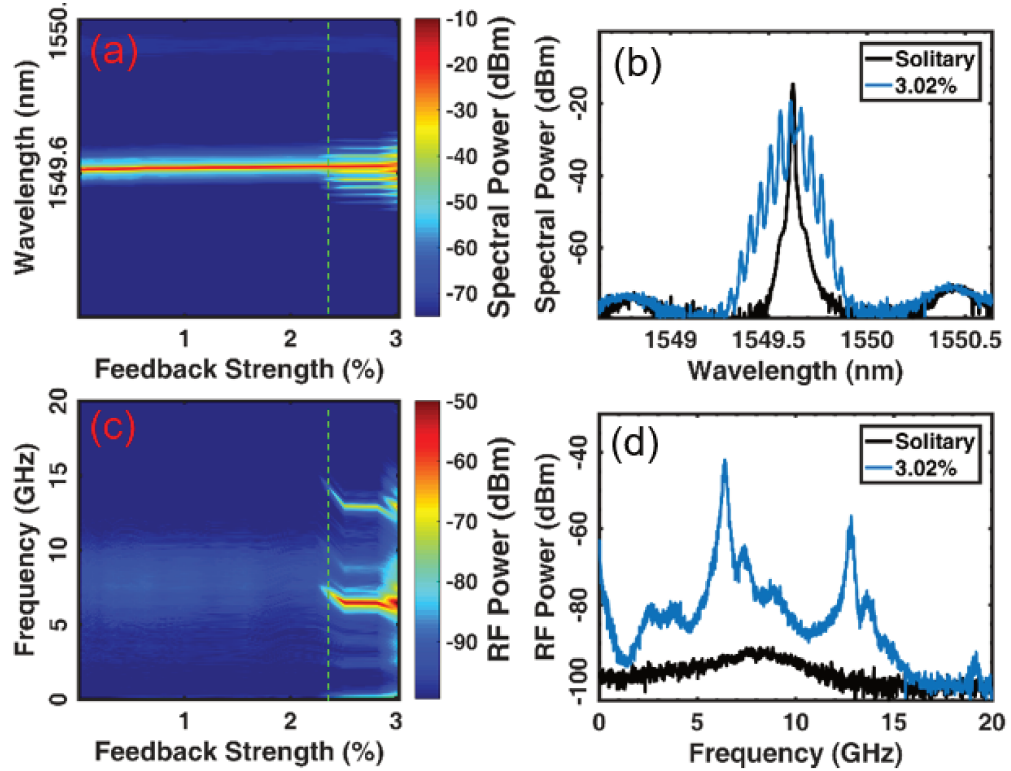 (a)
1550.
1549.6
Wavelength (nm)
1
2
3
Feedback Strength (%)
-10
-20
-30
-40
-50
-60
-70
Spectral Power (dBm)
(b)
Solitary
3.02%
-20
-40
-60
Spectral Power (dBm)
1549
1549.5
1550
1550.5
Wavelength (nm)
(c)
20
15
10
5
0
Frequency (GHz)
1
2
3
Feedback Strength (%)
-50
-60
-70
-80
-90
RF Power (dBm)
(d)
Solitary
3.02%
-40
-60
-80
-100
RF Power (dBm)
0
5
10
15
20
Frequency (GHz)